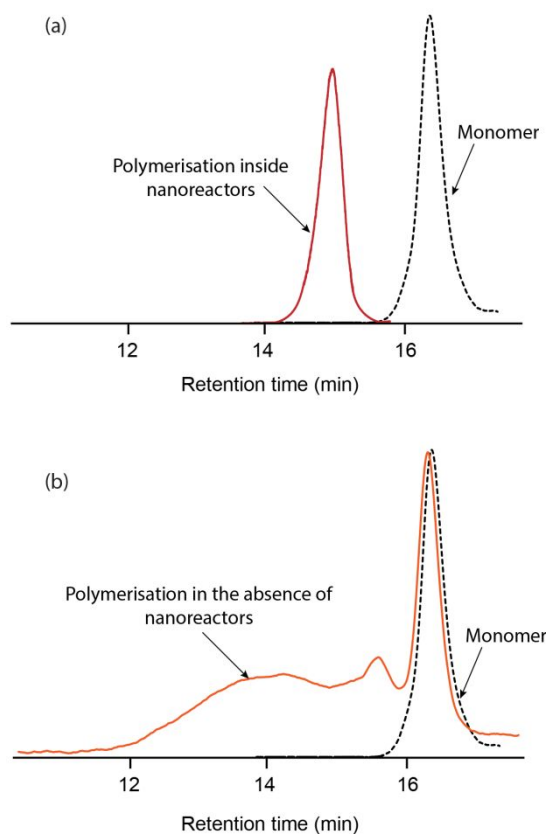 (a)
Monomer
Polymerisation inside
nanoreactors
12
14
16
Retention time (min)
(b)
Polymerisation in the absence of
nanoreactors
Monomer
12
14
16
Retention time (min)